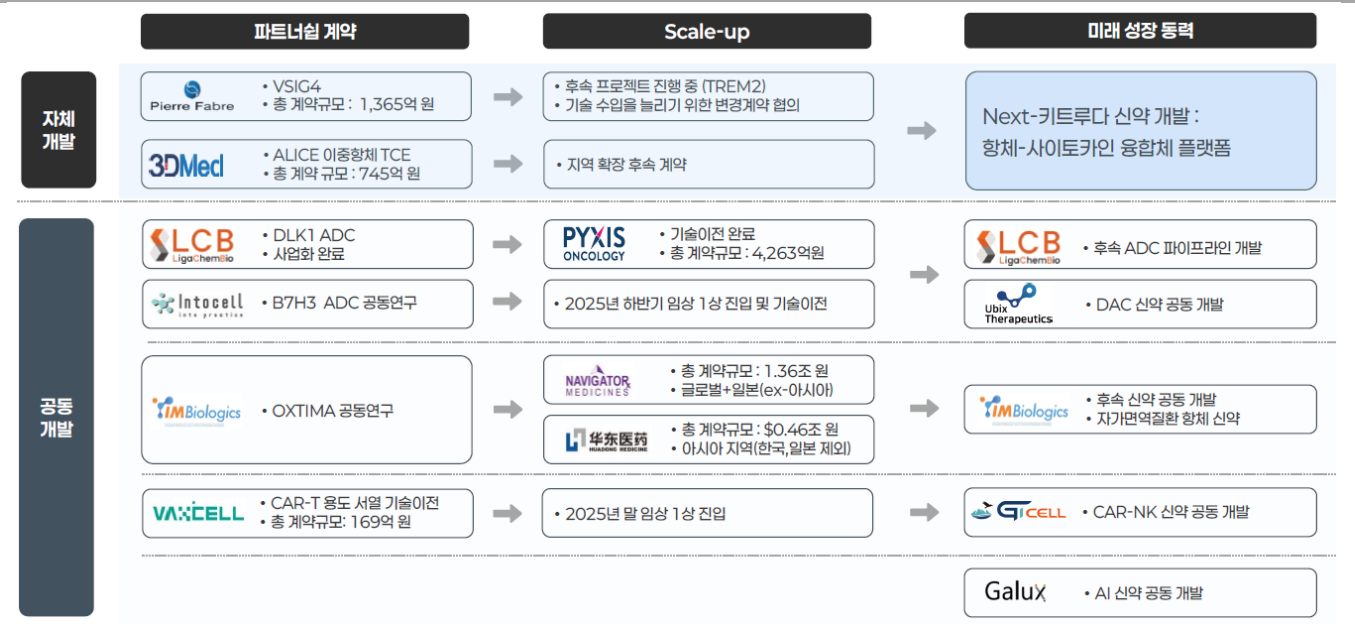 파트너쉽 계약
Scale-up
미래 성장 동력
자체
개발
Pierre Fabre
• VSIG4
• 총 계약규모 : 1,365억 원
• 후속 프로젝트 진행 중 (TREM2)
• 기술 수입을 늘리기 위한 변경계약 협의
Next-키트루다 신약 개발 :
항체-사이토카인 융합체 플랫폼
3DMed
• ALICE 이중항체 TCE
• 총 계약 규모 : 745억 원
• 지역 확장 후속 계약
공동
개발
LCB
LigaChemBio
• DLK1 ADC
• 사업화 완료
PYXIS
ONCOLOGY
• 기술이전 완료
• 총 계약규모 : 4,263억원
LCB
LigaChemBio
• 후속 ADC 파이프라인 개발
Intocell
into practice
• B7H3 ADC 공동연구
• 2025년 하반기 임상 1상 진입 및 기술이전
Ubix
Therapeutics
• DAC 신약 공동 개발
IMBiologics
• OXTIMA 공동연구
NAVIGATOR
MEDICINES
• 총 계약규모 : 1.36조 원
• 글로벌+일본(ex-아시아)
华东医药
HUADONG MEDICINE
• 총 계약규모 : $0.46조 원
• 아시아 지역(한국,일본 제외)
IMBiologics
• 후속 신약 공동 개발
• 자가면역질환 항체 신약
VAXCELL
• CAR-T 용도 서열 기술이전
• 총 계약규모: 169억 원
• 2025년 말 임상 1상 진입
GI CELL
• CAR-NK 신약 공동 개발
Galux
• AI 신약 공동 개발